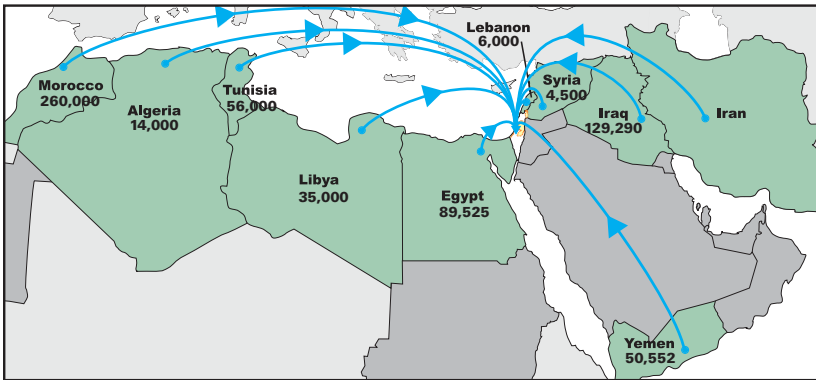 Lebanon
6,000
Morocco
260,000
Algeria
14,000
Tunisia
56,000
Syria
4,500
Iraq
129,290
Iran
Libya
35,000
Egypt
89,525
Yemen
50,552